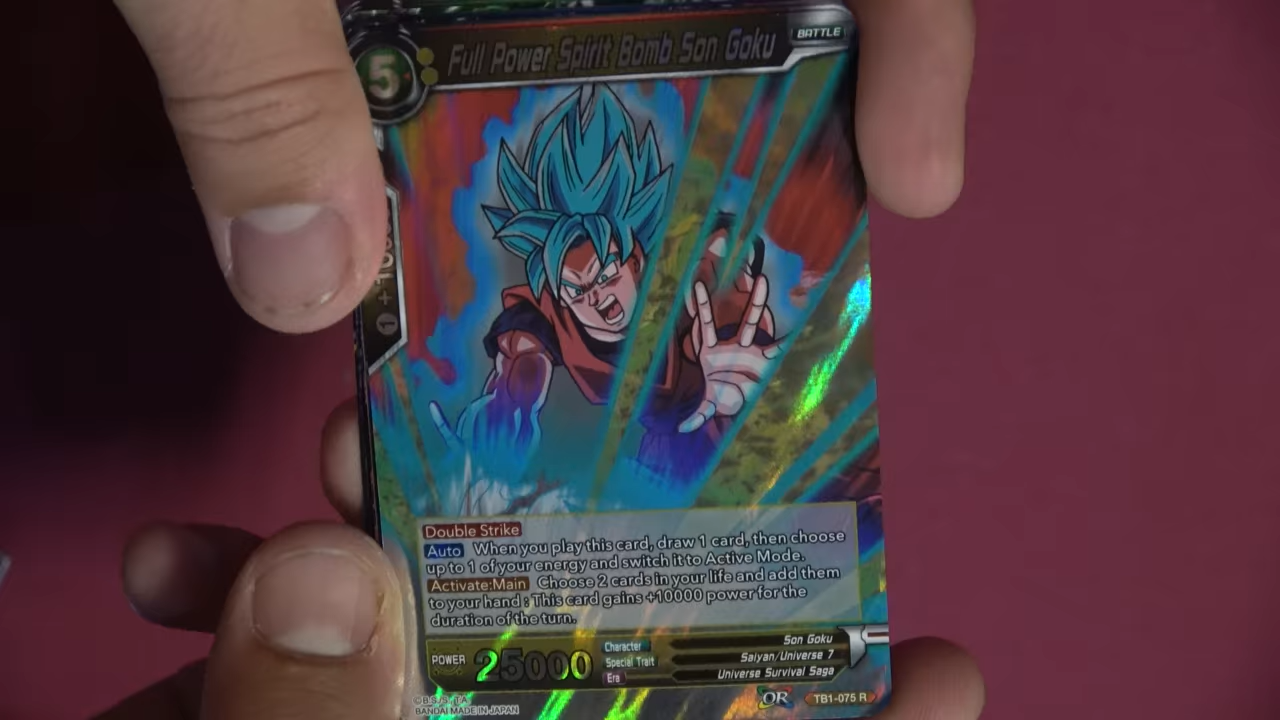 5
Full Power Spirit Bomb Son Goku
BATTLE
Double Strike
Auto When you play this card, draw 1 card, then choose
up to 1 of your energy and switch it to Active Mode.
Activate:Main Choose 2 cards in your life and add them
to your hand : This card gains +10000 power for the
duration of the turn.
POWER 25000
Character Son Goku
Special Trait Saiyan/Universe 7
Era Universe Survival Saga
©B.S./S., T.A.
BANDAI MADE IN JAPAN
TB1-075 R